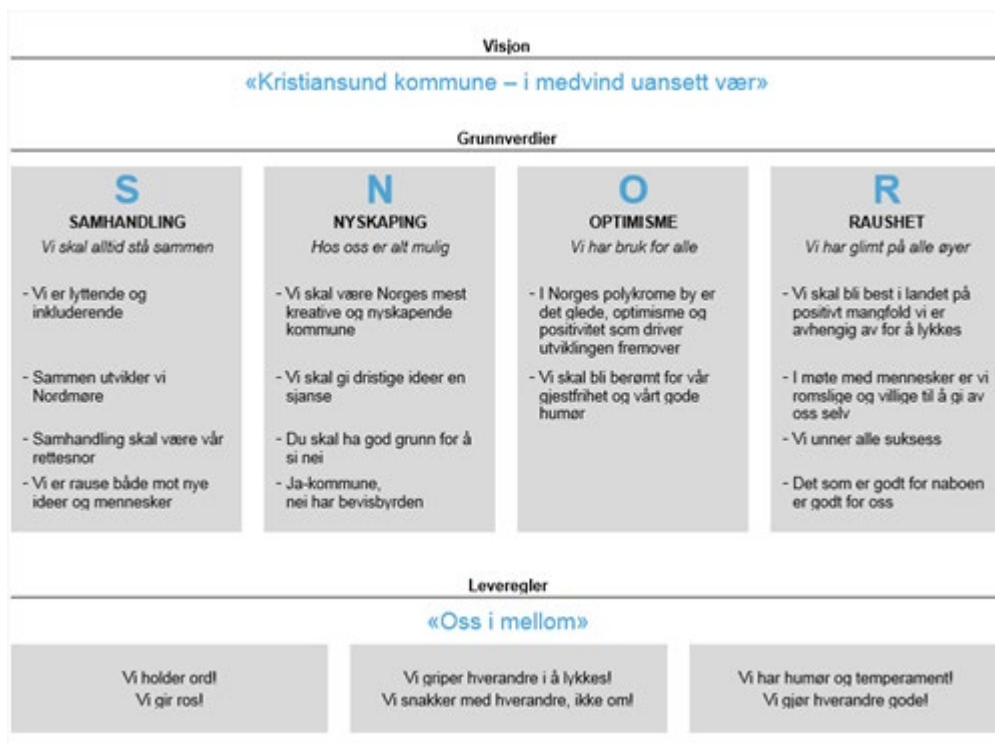 Visjon
«Kristiansund kommune – i medvind uansett vær»
Grunnverdier
S
SAMHANDLING
Vi skal alltid stå sammen
- Vi er lyttende og
inkluderende
- Sammen utvikler vi
Nordmøre
- Samhandling skal være vår
rettesnor
- Vi er rause både mot nye
ideer og mennesker
N
NYSKAPING
Hos oss er alt mulig
- Vi skal være Norges mest
kreative og nyskapende
kommune
- Vi skal gi dristige ideer en
sjanse
- Du skal ha god grunn for å
si nei
- Ja-kommune,
nei har bevisbyrden
O
OPTIMISME
Vi har bruk for alle
- I Norges polykrome by er
det glede, optimisme og
positivitet som driver
utviklingen fremover
- Vi skal bli berømt for vår
gjestfrihet og vårt gode
humør
R
RAUSHET
Vi har glimt på alle øyer
- Vi skal bli best i landet på
positivt mangfold vi er
avhengig av for å lykkes
- I møte med mennesker er vi
romslige og villige til å gi av
oss selv
- Vi unner alle suksess
- Det som er godt for naboen
er godt for oss
Leveregler
«Oss i mellom»
Vi holder ord!
Vi gir ros!
Vi griper hverandre i å lykkes!
Vi snakker med hverandre, ikke om!
Vi har humør og temperament!
Vi gjør hverandre gode!